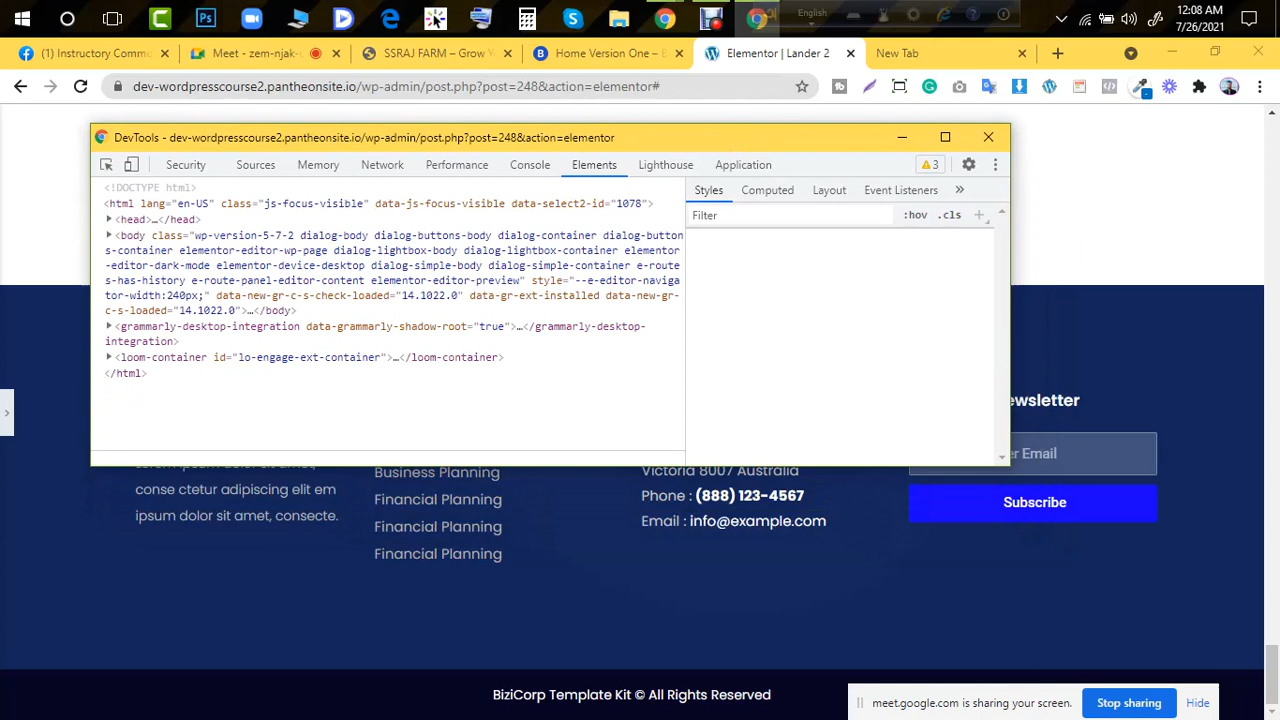 English
12:08 AM
7/26/2021
(1) Instructory Comm
Meet - zem-njak-
SSRAJ FARM – Grow Y
Home Version One – B
Elementor | Lander 2
New Tab
dev-wordpresscourse2.pantheonsite.io/wp-admin/post.php?post=248&action=elementor#
DevTools - dev-wordpresscourse2.pantheonsite.io/wp-admin/post.php?post=248&action=elementor
Security Sources Memory Network Performance Console Elements Lighthouse Application 3
<!DOCTYPE html>
<html lang="en-US" class="js-focus-visible" data-js-focus-visible data-select2-id="1078">
<head>…</head>
<body class="wp-version-5-7-2 dialog-body dialog-buttons-body dialog-container dialog-button
s-container elementor-editor-wp-page dialog-lightbox-body dialog-lightbox-container elementor
-editor-dark-mode elementor-device-desktop dialog-simple-body dialog-simple-container e-route
s-has-history e-route-panel-editor-content elementor-editor-preview" style="--e-editor-naviga
tor-width:240px;" data-new-gr-c-s-check-loaded="14.1022.0" data-gr-ext-installed data-new-gr-
c-s-loaded="14.1022.0">…</body>
<grammarly-desktop-integration data-grammarly-shadow-root="true">…</grammarly-desktop-
integration>
<loom-container id="lo-engage-ext-container">…</loom-container>
</html>
Styles Computed Layout Event Listeners »
Filter :hov .cls +
ewsletter
er Email
Subscribe
conse ctetur adipiscing elit em
ipsum dolor sit amet, consecte.
Business Planning
Financial Planning
Financial Planning
Financial Planning
Victoria 8007 Australia
Phone : (888) 123-4567
Email : info@example.com
BiziCorp Template Kit © All Rights Reserved
meet.google.com is sharing your screen.
Stop sharing
Hide